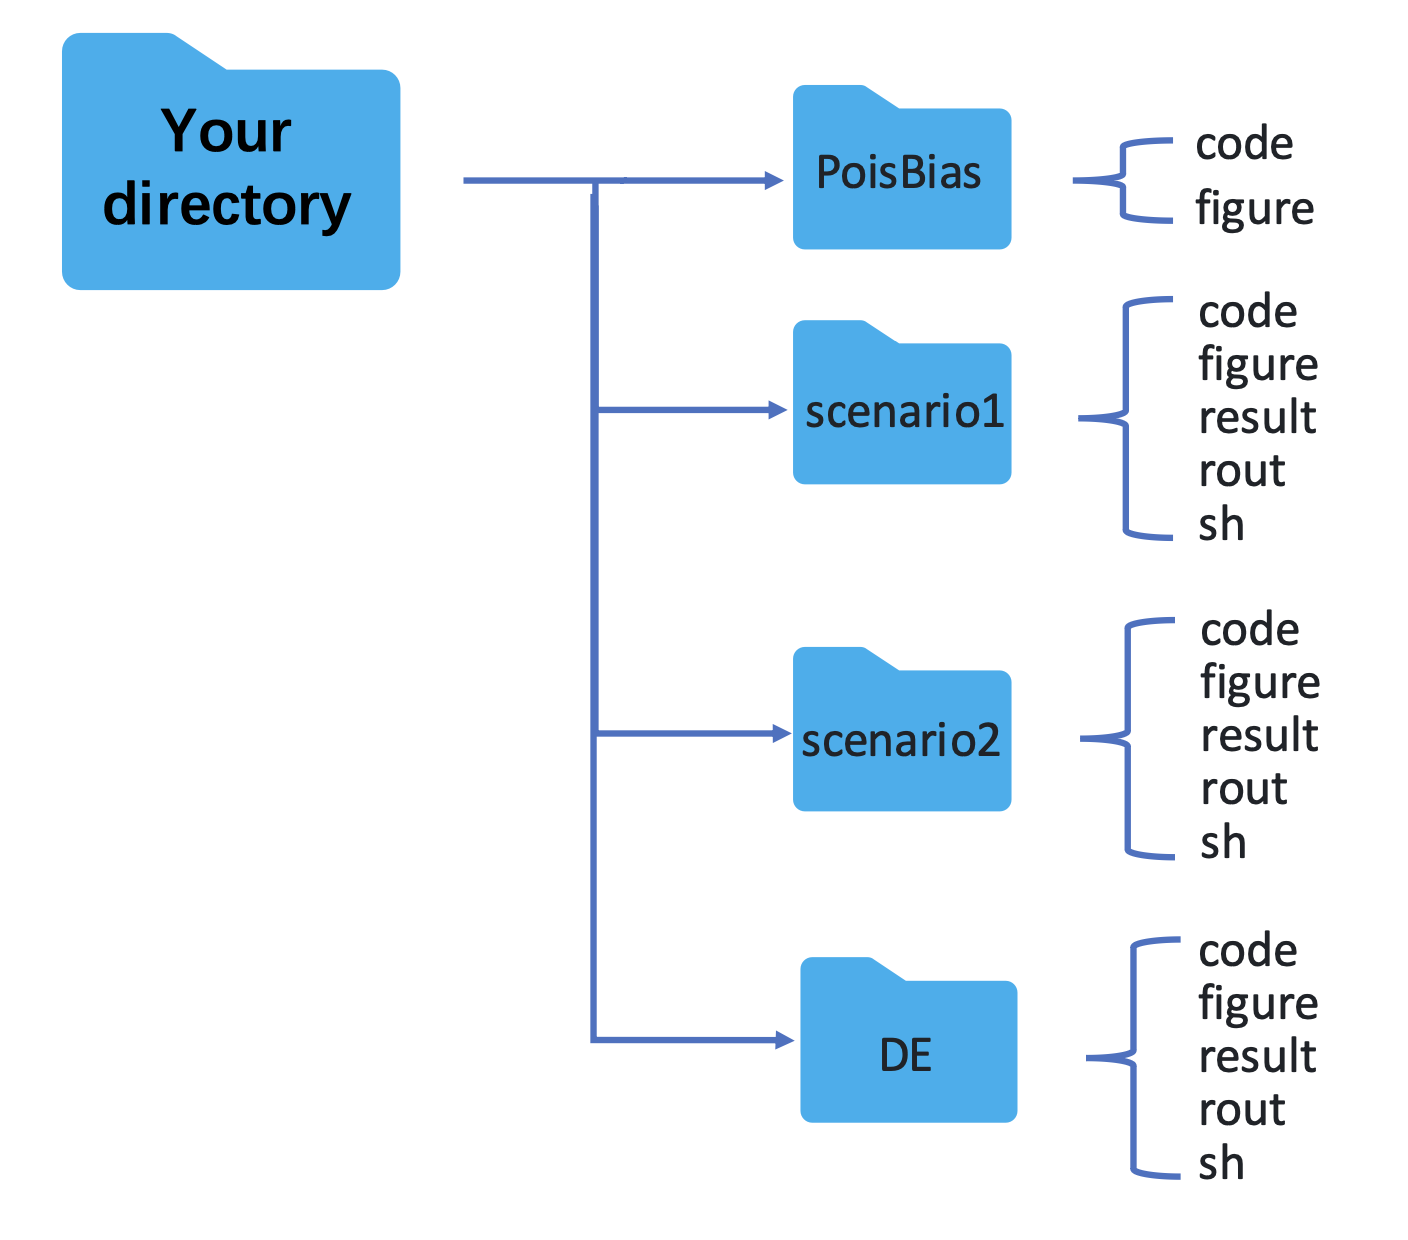 Your
directory
PoisBias
code
figure
scenario1
code
figure
result
rout
sh
scenario2
code
figure
result
rout
sh
DE
code
figure
result
rout
sh